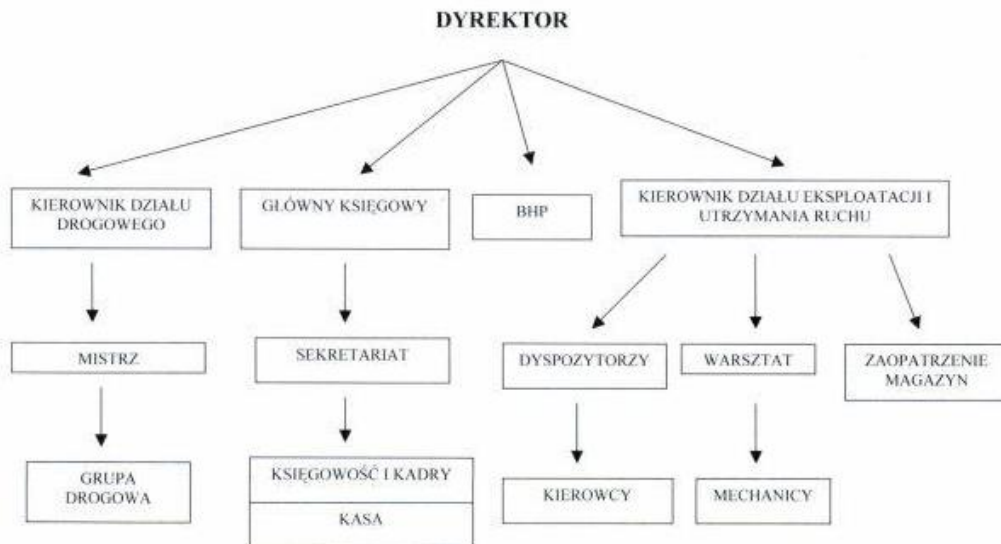 DYREKTOR
KIEROWNIK DZIAŁU
DROGOWEGO
GŁÓWNY KSIĘGOWY
BHP
KIEROWNIK DZIAŁU EKSPLOATACJI I
UTRZYMANIA RUCHU
MISTRZ
SEKRETARIAT
DYSPOZYTORZY
WARSZTAT
ZAOPATRZENIE
MAGAZYN
GRUPA
DROGOWA
KSIĘGOWOŚĆ I KADRY
KASA
KIEROWCY
MECHANICY